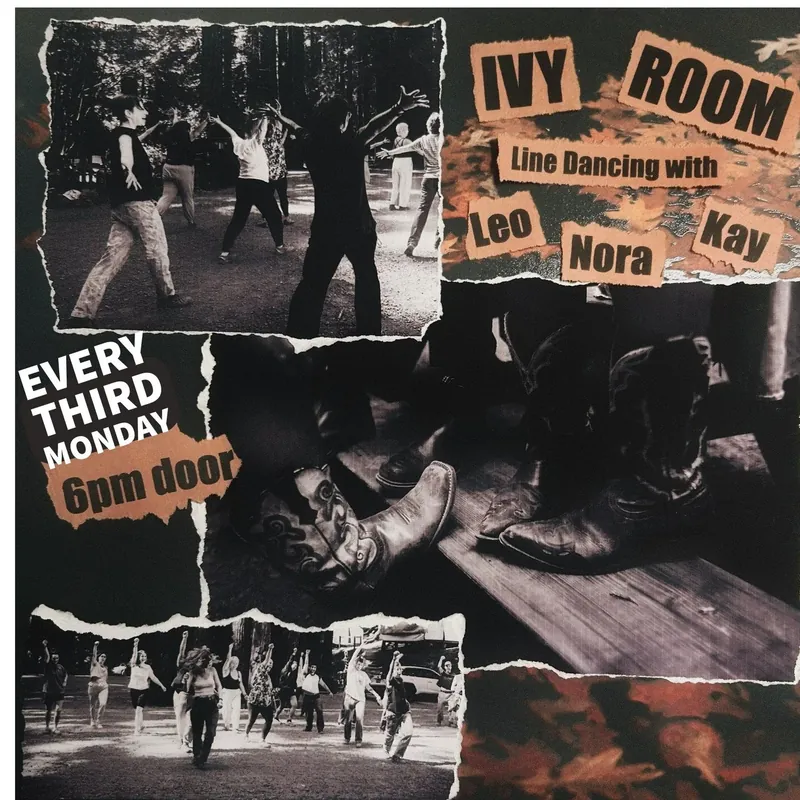 IVY ROOM
Line Dancing with
Leo Nora Kay
EVERY
THIRD
MONDAY
6pm door